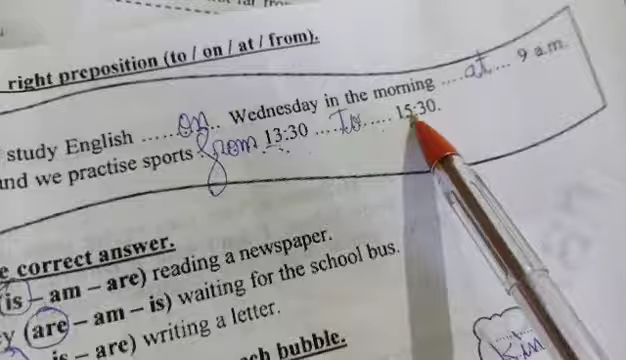 right preposition (to / on / at / from).
study English ......on.. Wednesday in the morning ....at.... 9 a.m.
and we practise sports from 13:30 ....to...... 15:30.
e correct answer.
(is – am – are) reading a newspaper.
y (are – am – is) waiting for the school bus.
is – are) writing a letter.
ch bubble.